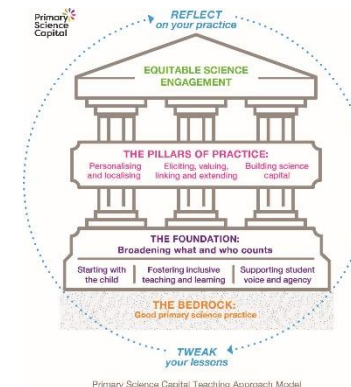 Primary
Science
Capital
REFLECT
on your practice
EQUITABLE SCIENCE
ENGAGEMENT
THE PILLARS OF PRACTICE:
Personalising
and localising
Eliciting, valuing,
linking and extending
Building science
capital
THE FOUNDATION:
Broadening what and who counts
Starting with
the child
Fostering inclusive
teaching and learning
Supporting student
voice and agency
THE BEDROCK:
Good primary science practice
TWEAK
your lessons
Primary Science Capital Teaching Approach Model